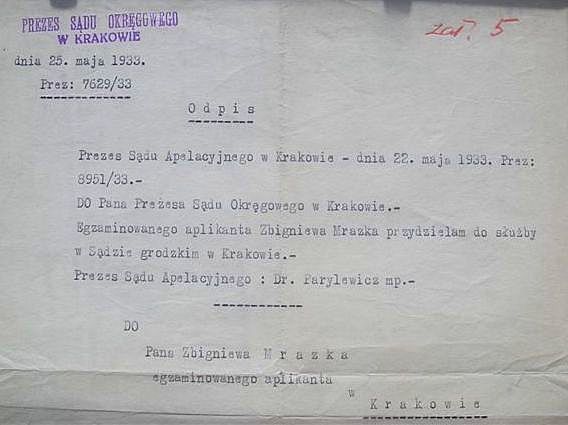 PREZES SĄDU OKRĘGOWEGO
W KRAKOWIE
zał. 5
dnia 25. maja 1933.
Prez: 7629/33
Odpis
Prezes Sądu Apelacyjnego w Krakowie - dnia 22. maja 1933. Prez:
8951/33.-
DO Pana Prezesa Sądu Okręgowego w Krakowie.-
Egzaminowanego aplikanta Zbigniewa Mrazka przydzielam do służby
w Sądzie grodzkim w Krakowie.-
Prezes Sądu Apelacyjnego : Dr. Parylewicz mp.-
DO
Pana Zbigniewa Mrazka
egzaminowanego aplikanta
w
Krakowie